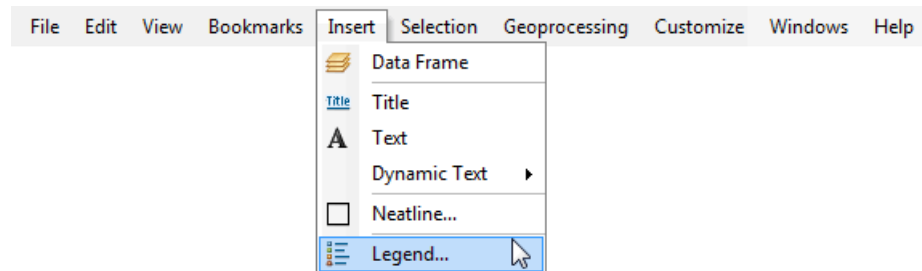 File Edit View Bookmarks Insert Selection Geoprocessing Customize Windows Help
Data Frame
Title Title
A Text
Dynamic Text
Neatline...
Legend...